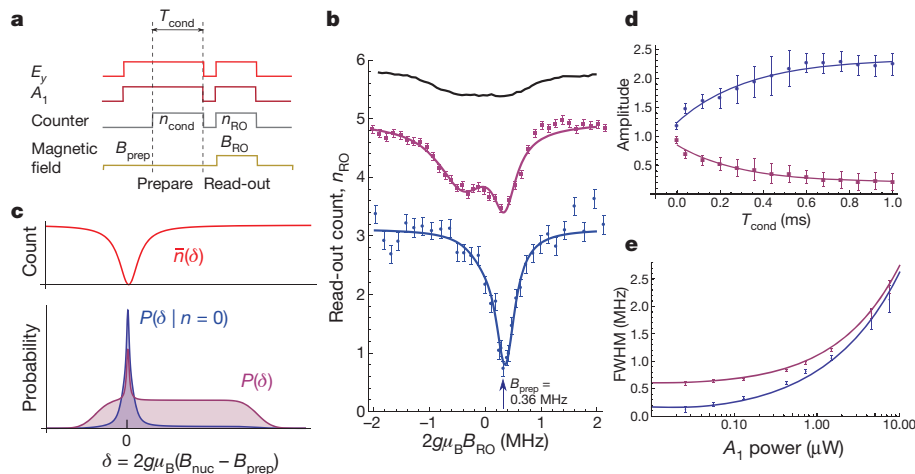 a
T_cond
E_y
A_1
Counter
n_cond
n_RO
Magnetic field
B_prep
B_RO
Prepare
Read-out
b
Read-out count, n_RO
6
5
4
3
2
1
0
B_prep = 0.36 MHz
−2
−1
0
1
2
2gμ_B B_RO (MHz)
c
Count
n̄(δ)
Probability
P(δ | n = 0)
P(δ)
0
δ = 2gμ_B(B_nuc − B_prep)
d
Amplitude
2.5
2.0
1.5
1.0
0.5
0.0
0.0
0.2
0.4
0.6
0.8
1.0
T_cond (ms)
e
FWHM (MHz)
3.0
2.5
2.0
1.5
1.0
0.5
0.0
0.10
1.00
10.00
A_1 power (μW)